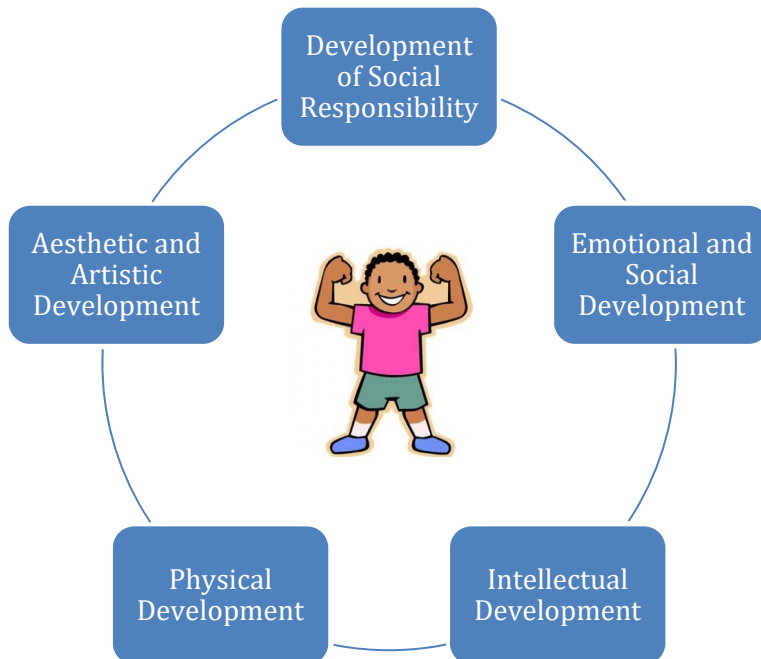 Development
of Social
Responsibility
Emotional and
Social
Development
Intellectual
Development
Physical
Development
Aesthetic and
Artistic
Development